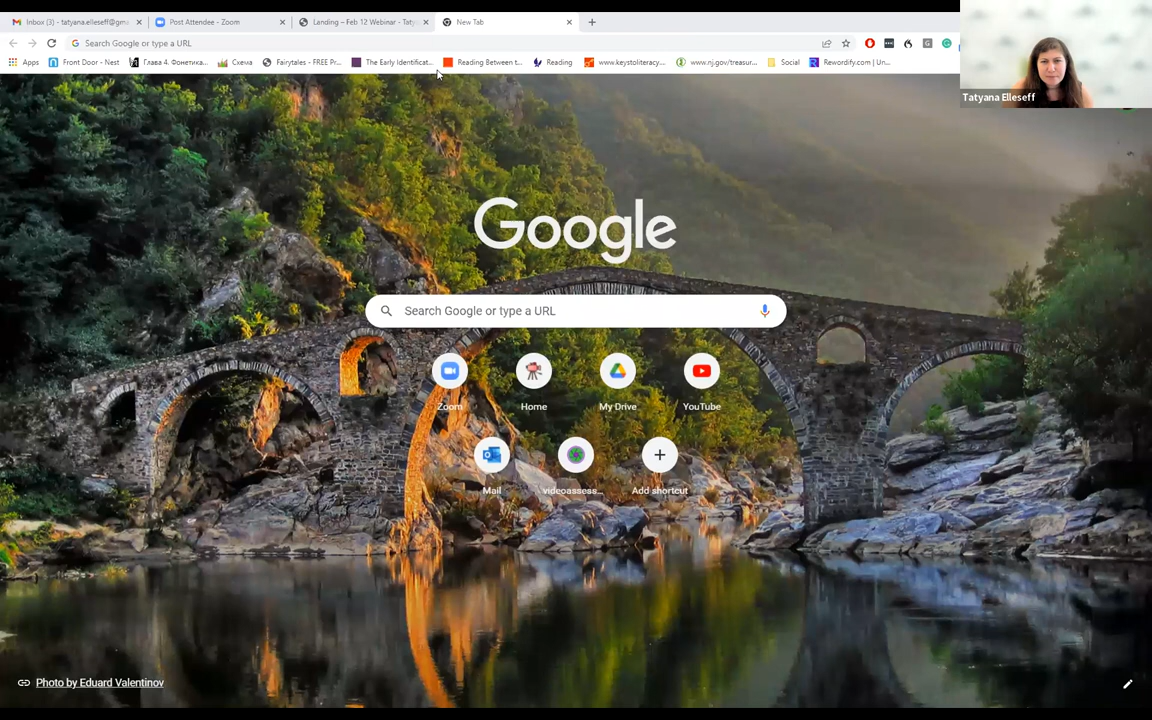 Inbox (3) - tatyana.elleseff@gma
Post Attendee - Zoom
Landing – Feb 12 Webinar - Taty
New Tab
Search Google or type a URL
Apps
Front Door - Nest
Глава 4. Фонетика...
Схема
Fairytales - FREE Pr...
The Early Identificat...
Reading Between t...
Reading
www.keystoliteracy...
www.nj.gov/treasur...
Social
Rewordify.com | Un...
Tatyana Elleseff
Google
Search Google or type a URL
Zoom
Home
My Drive
YouTube
Mail
videoassess...
Add shortcut
Photo by Eduard Valentinov